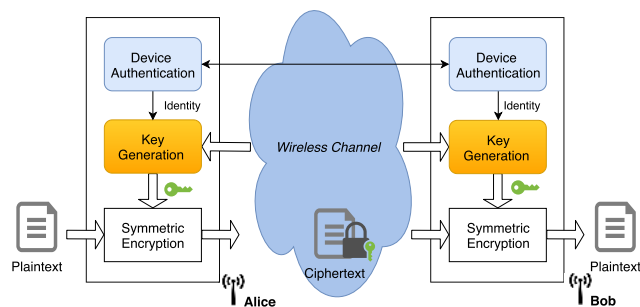 Device
Authentication
Identity
Key
Generation
Symmetric
Encryption
Plaintext
Alice
Wireless Channel
Ciphertext
Device
Authentication
Identity
Key
Generation
Symmetric
Encryption
Plaintext
Bob